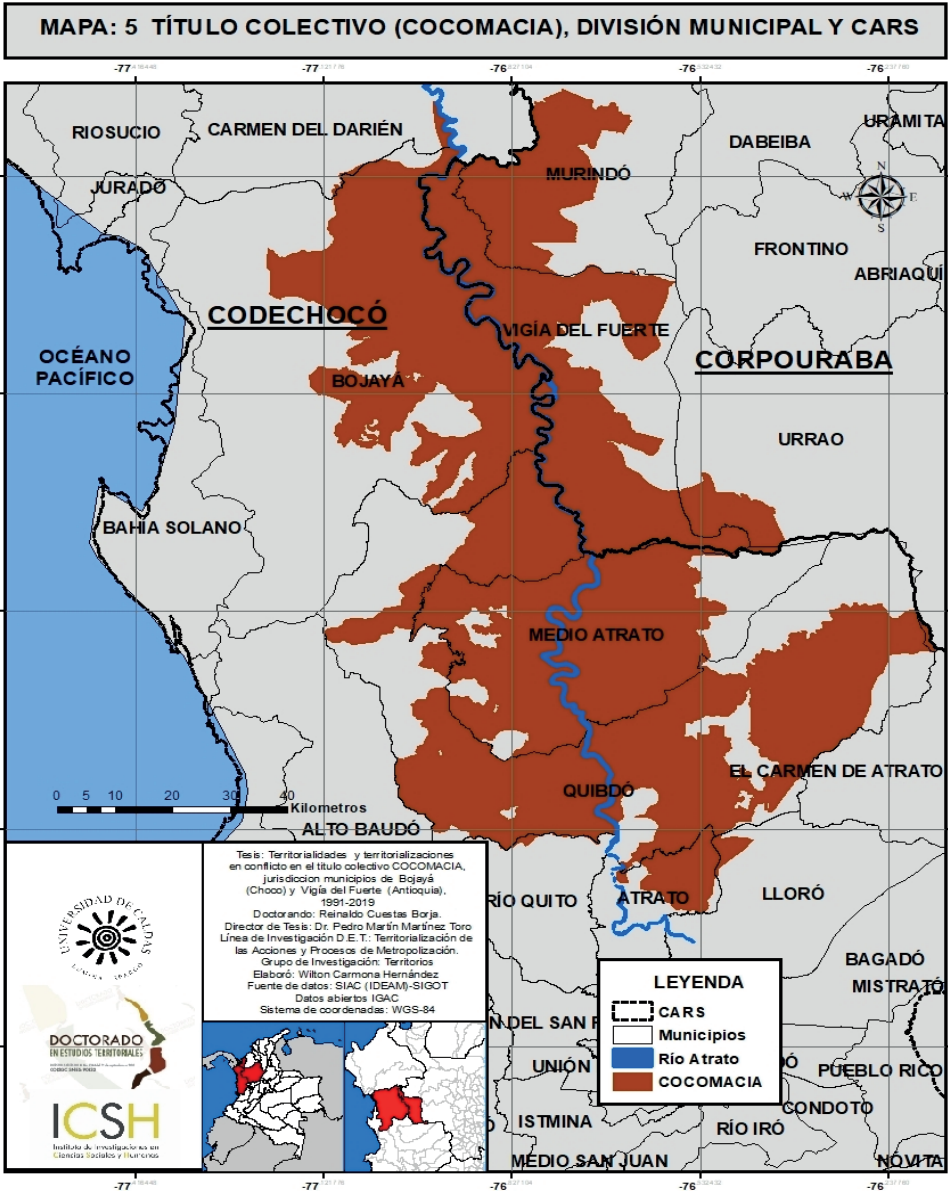 MAPA: 5 TÍTULO COLECTIVO (COCOMACIA), DIVISIÓN MUNICIPAL Y CARS
RIOSUCIO
CARMEN DEL DARIÉN
DABEIBA
URAMITA
JURADÓ
MURINDÓ
N
W
E
S
FRONTINO
ABRIAQUÍ
CODECHOCÓ
VIGÍA DEL FUERTE
OCÉANO
PACÍFICO
CORPOURABA
BOJAYÁ
URRAO
BAHÍA SOLANO
MEDIO ATRATO
EL CARMEN DE ATRATO
QUIBDÓ
0 5 10 20 30 40
Kilometros
ALTO BAUDÓ
RÍO QUITO
ATRATO
LLORÓ
BAGADÓ
MISTRATÓ
UNIÓN
PUEBLO RICO
CONDOTO
ISTMINA
RÍO IRÓ
MEDIO SAN JUAN
NÓVITA
Tesis: Territorialidades y territorializaciones
en conflicto en el titulo colectivo COCOMACIA,
jurisdiccion municipios de Bojayá
(Choco) y Vigía del Fuerte (Antioquia),
1991-2019
Doctorando: Reinaldo Cuestas Borja.
Director de Tesis: Dr. Pedro Martín Martínez Toro
Línea de Investigación D.E.T.: Territorialización de
las Acciones y Procesos de Metropolización.
Grupo de Investigación: Territorios
Elaboró: Wilton Carmona Hernández
Fuente de datos: SIAC (IDEAM)-SIGOT
Datos abiertos IGAC
Sistema de coordenadas: WGS-84
UNIVERSIDAD DE CALDAS
DOCTORADO
EN ESTUDIOS TERRITORIALES
ICSH
Instituto de Investigaciones en
Ciencias Sociales y Humanas
LEYENDA
CARS
Municipios
Río Atrato
COCOMACIA